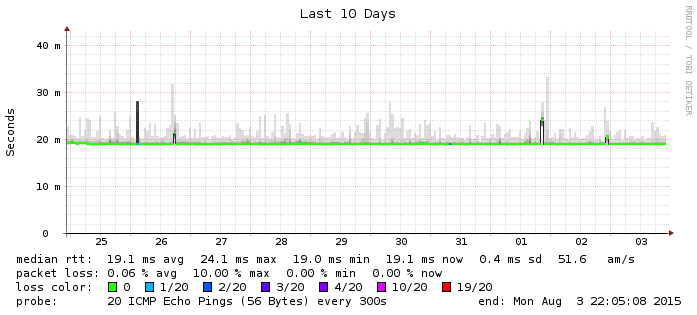 Last 10 Days
RRDTOOL / TOBI OETIKER
Seconds
40 m
30 m
20 m
10 m
0
25 26 27 28 29 30 31 01 02 03
median rtt: 19.1 ms avg 24.1 ms max 19.0 ms min 19.1 ms now 0.4 ms sd 51.6 am/s
packet loss: 0.06 % avg 10.00 % max 0.00 % min 0.00 % now
loss color: 0 1/20 2/20 3/20 4/20 10/20 19/20
probe: 20 ICMP Echo Pings (56 Bytes) every 300s end: Mon Aug 3 22:05:08 2015